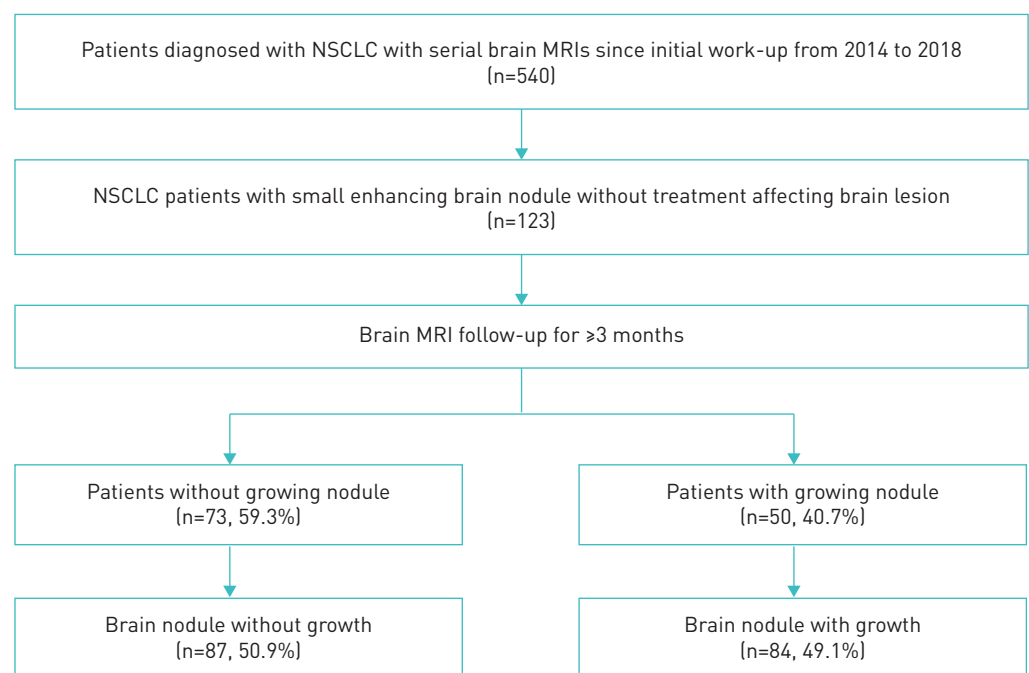 Patients diagnosed with NSCLC with serial brain MRIs since initial work-up from 2014 to 2018
(n=540)
NSCLC patients with small enhancing brain nodule without treatment affecting brain lesion
(n=123)
Brain MRI follow-up for ⩾3 months
Patients without growing nodule
(n=73, 59.3%)
Patients with growing nodule
(n=50, 40.7%)
Brain nodule without growth
(n=87, 50.9%)
Brain nodule with growth
(n=84, 49.1%)